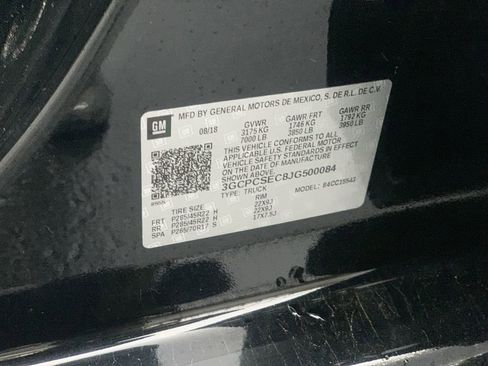 MFD BY GENERAL MOTORS DE MEXICO, S. DE R.L. DE C.V.
GM
08/18 GVWR GAWR FRT GAWR RR
3175 KG 1746 KG 1792 KG
7000 LB 3850 LB 3950 LB
THIS VEHICLE CONFORMS TO ALL APPLICABLE
U.S. FEDERAL MOTOR VEHICLE SAFETY
STANDARDS IN EFFECT ON THE
DATE OF MANUFACTURE
3GCPCSEC8JG500084
TYPE: TRUCK MODEL:
TIRE SIZE RIM
FRT P285/45R22 H 22X9J
RR P285/45R22 H 22X9J
SPA P265/70R17 S 17X7.5J